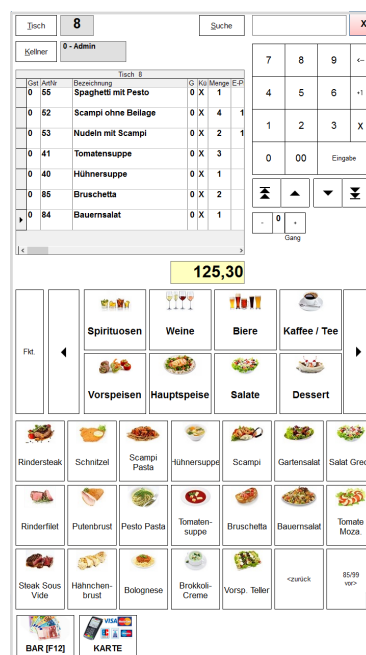 Tisch 8 Suche X
Kellner 0 - Admin
Tisch 8
Gst ArtNr Bezeichnung G Kü Menge E-P
0 55 Spaghetti mit Pesto 0 X 1
0 52 Scampi ohne Beilage 0 X 4 1
0 53 Nudeln mit Scampi 0 X 2 1
0 41 Tomatensuppe 0 X 3
0 40 Hühnersuppe 0 X 1
0 85 Bruschetta 0 X 2
0 84 Bauernsalat 0 X 1
7 8 9 <--
4 5 6 +1
1 2 3 X
0 00 Eingabe
- 0 +
Gang
125,30
Fkt.
Spirituosen Weine Biere Kaffee / Tee
Vorspeisen Hauptspeise Salate Dessert
Rindersteak Schnitzel Scampi Pasta Hühnersuppe Scampi Gartensalat Salat Grec
Rinderfilet Putenbrust Pesto Pasta Tomaten-suppe Bruschetta Bauernsalat Tomate Moza.
Steak Sous Vide Hähnchen-brust Bolognese Brokkoli-Creme Vorsp. Teller <zurück 85/99 vor>
VISA
BAR [F12] KARTE